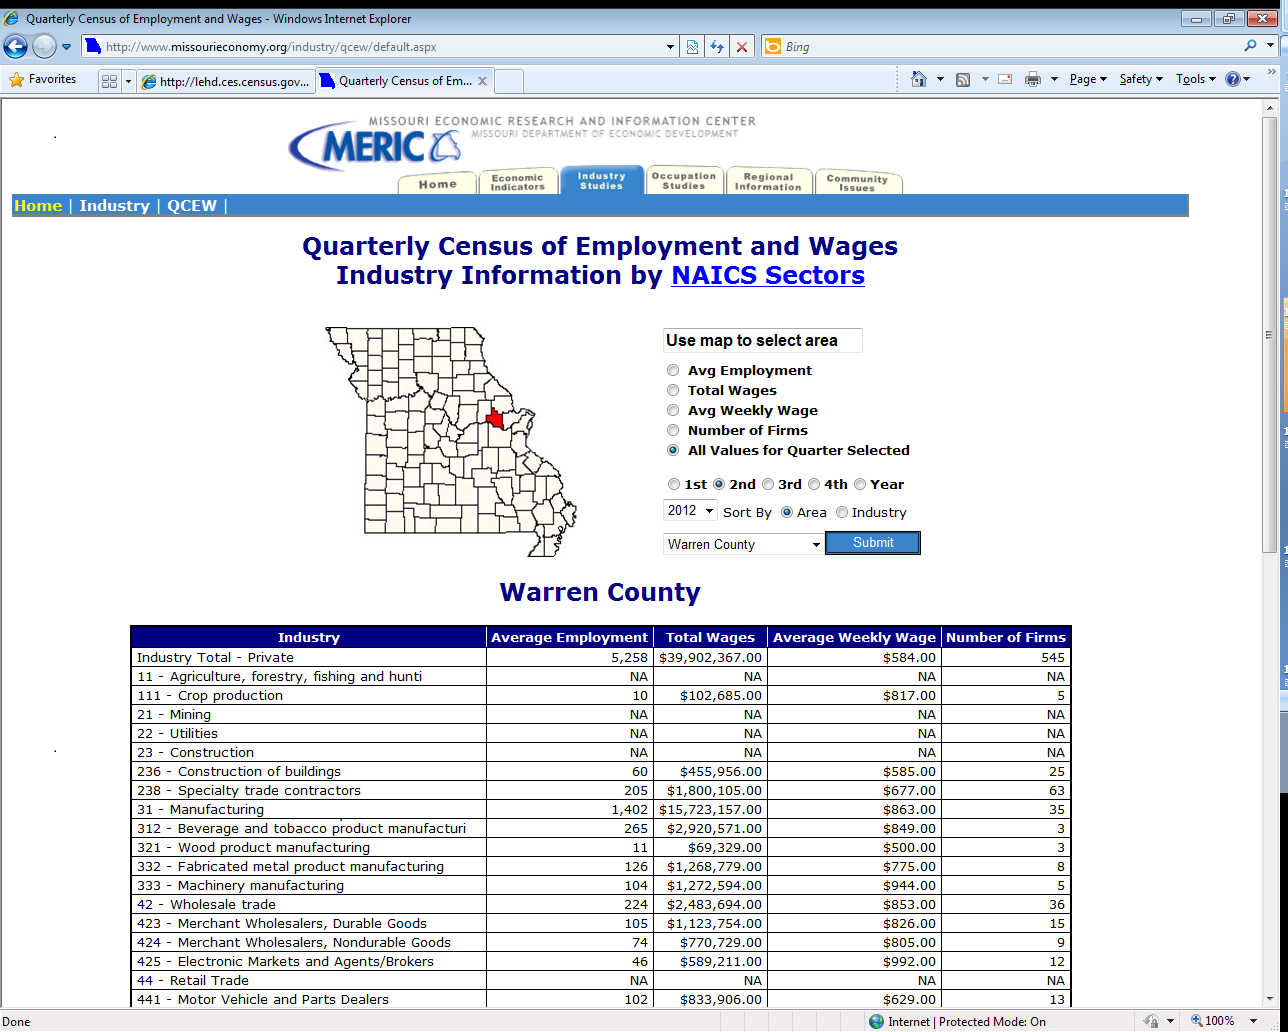 Quarterly Census of Employment and Wages - Windows Internet Explorer
http://www.missourieconomy.org/industry/qcew/default.aspx
Bing
Favorites
http://lehd.ces.census.gov...
Quarterly Census of Em...
Page Safety Tools
MISSOURI ECONOMIC RESEARCH AND INFORMATION CENTER
MISSOURI DEPARTMENT OF ECONOMIC DEVELOPMENT
MERIC
Home Economic Indicators Industry Studies Occupation Studies Regional Information Community Issues
Home | Industry | QCEW |
Quarterly Census of Employment and Wages
Industry Information by NAICS Sectors
Use map to select area
Avg Employment
Total Wages
Avg Weekly Wage
Number of Firms
All Values for Quarter Selected
1st 2nd 3rd 4th Year
2012 Sort By Area Industry
Warren County Submit
Warren County
Industry Average Employment Total Wages Average Weekly Wage Number of Firms
Industry Total - Private 5,258 $39,902,367.00 $584.00 545
11 - Agriculture, forestry, fishing and hunti NA NA NA NA
111 - Crop production 10 $102,685.00 $817.00 5
21 - Mining NA NA NA NA
22 - Utilities NA NA NA NA
23 - Construction NA NA NA NA
236 - Construction of buildings 60 $455,956.00 $585.00 25
238 - Specialty trade contractors 205 $1,800,105.00 $677.00 63
31 - Manufacturing 1,402 $15,723,157.00 $863.00 35
312 - Beverage and tobacco product manufacturi 265 $2,920,571.00 $849.00 3
321 - Wood product manufacturing 11 $69,329.00 $500.00 3
332 - Fabricated metal product manufacturing 126 $1,268,779.00 $775.00 8
333 - Machinery manufacturing 104 $1,272,594.00 $944.00 5
42 - Wholesale trade 224 $2,483,694.00 $853.00 36
423 - Merchant Wholesalers, Durable Goods 105 $1,123,754.00 $826.00 15
424 - Merchant Wholesalers, Nondurable Goods 74 $770,729.00 $805.00 9
425 - Electronic Markets and Agents/Brokers 46 $589,211.00 $992.00 12
44 - Retail Trade NA NA NA NA
441 - Motor Vehicle and Parts Dealers 102 $833,906.00 $629.00 13
Done Internet | Protected Mode: On 100%